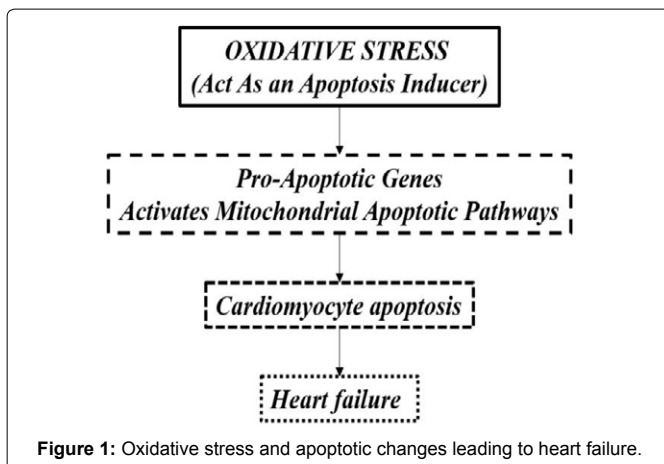 OXIDATIVE STRESS
(Act As an Apoptosis Inducer)
Pro-Apoptotic Genes
Activates Mitochondrial Apoptotic Pathways
Cardiomyocyte apoptosis
Heart failure
Figure 1: Oxidative stress and apoptotic changes leading to heart failure.